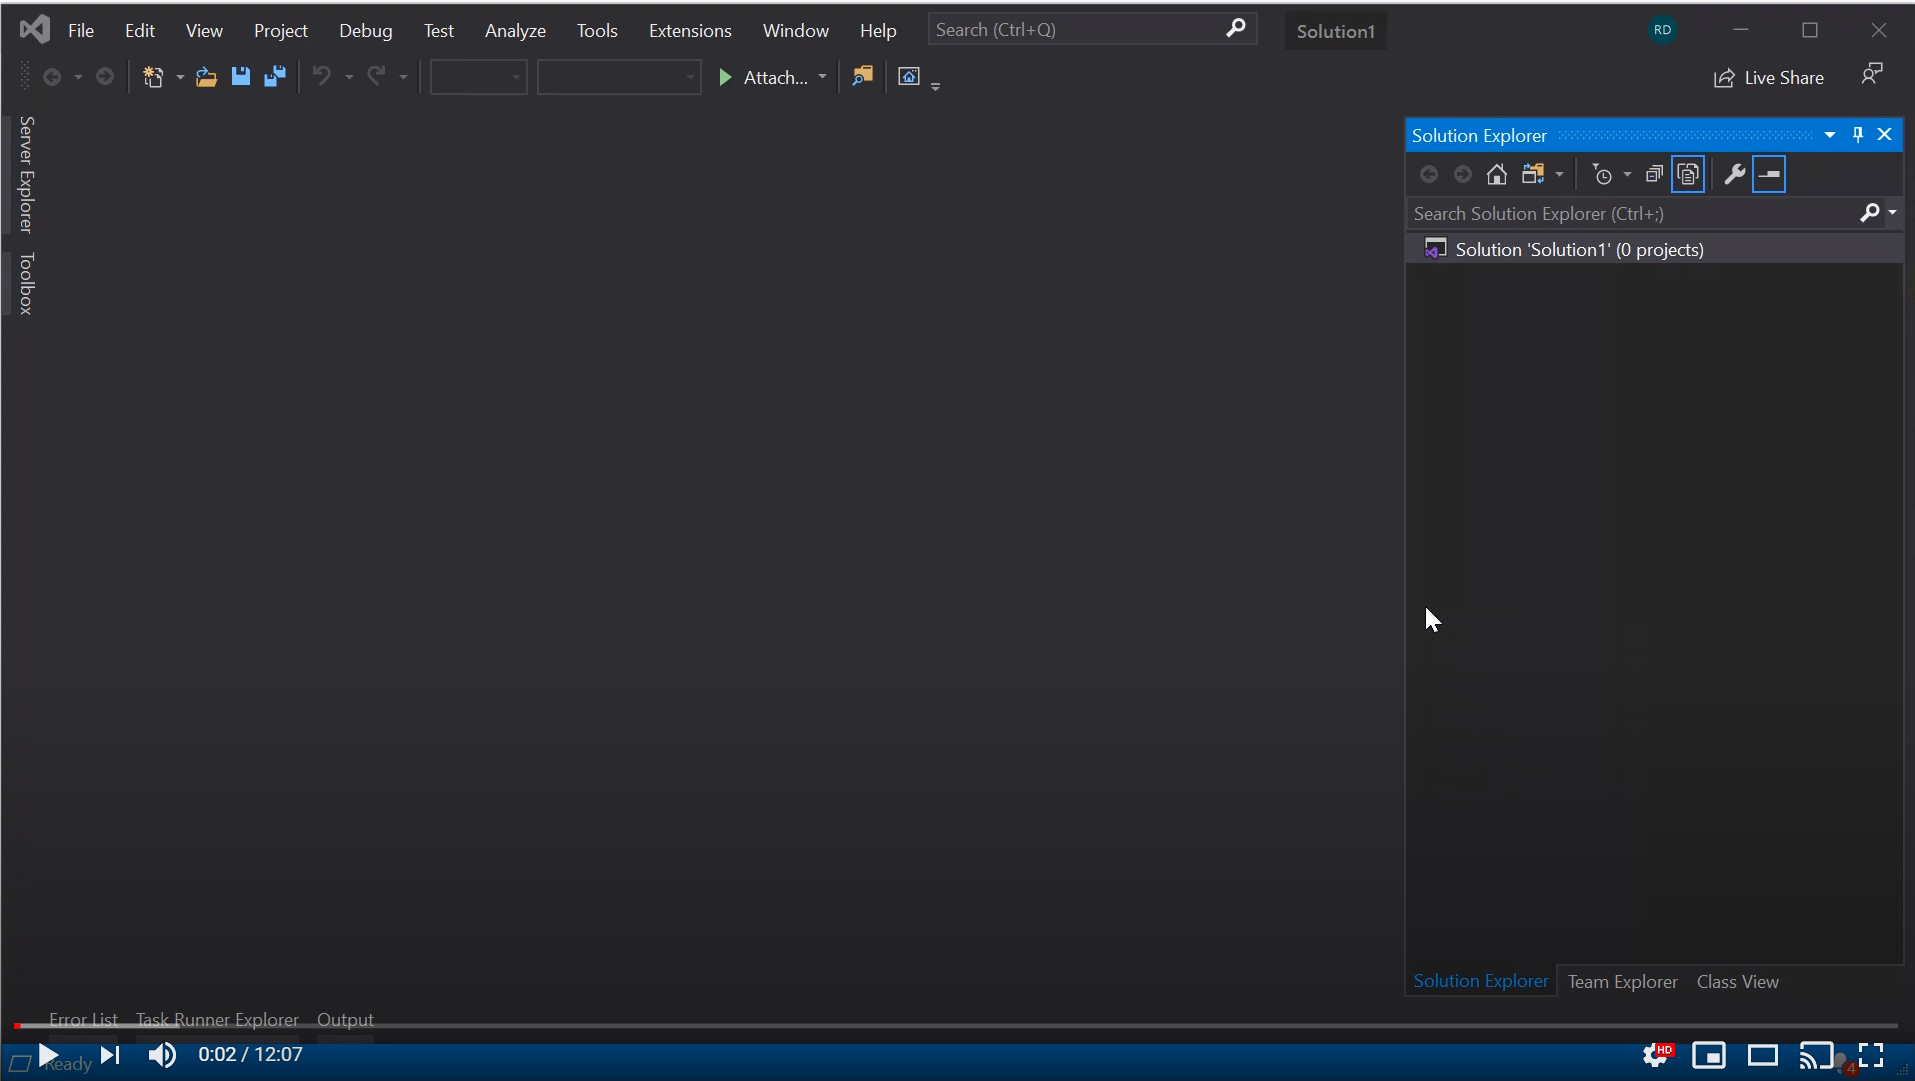 File Edit View Project Debug Test Analyze Tools Extensions Window Help Search (Ctrl+Q) Solution1 RD
Attach... Live Share
Server Explorer
Toolbox
Solution Explorer
Search Solution Explorer (Ctrl+;)
Solution 'Solution1' (0 projects)
Solution Explorer Team Explorer Class View
Error List Task Runner Explorer Output
Ready 0:02 / 12:07 HD 4